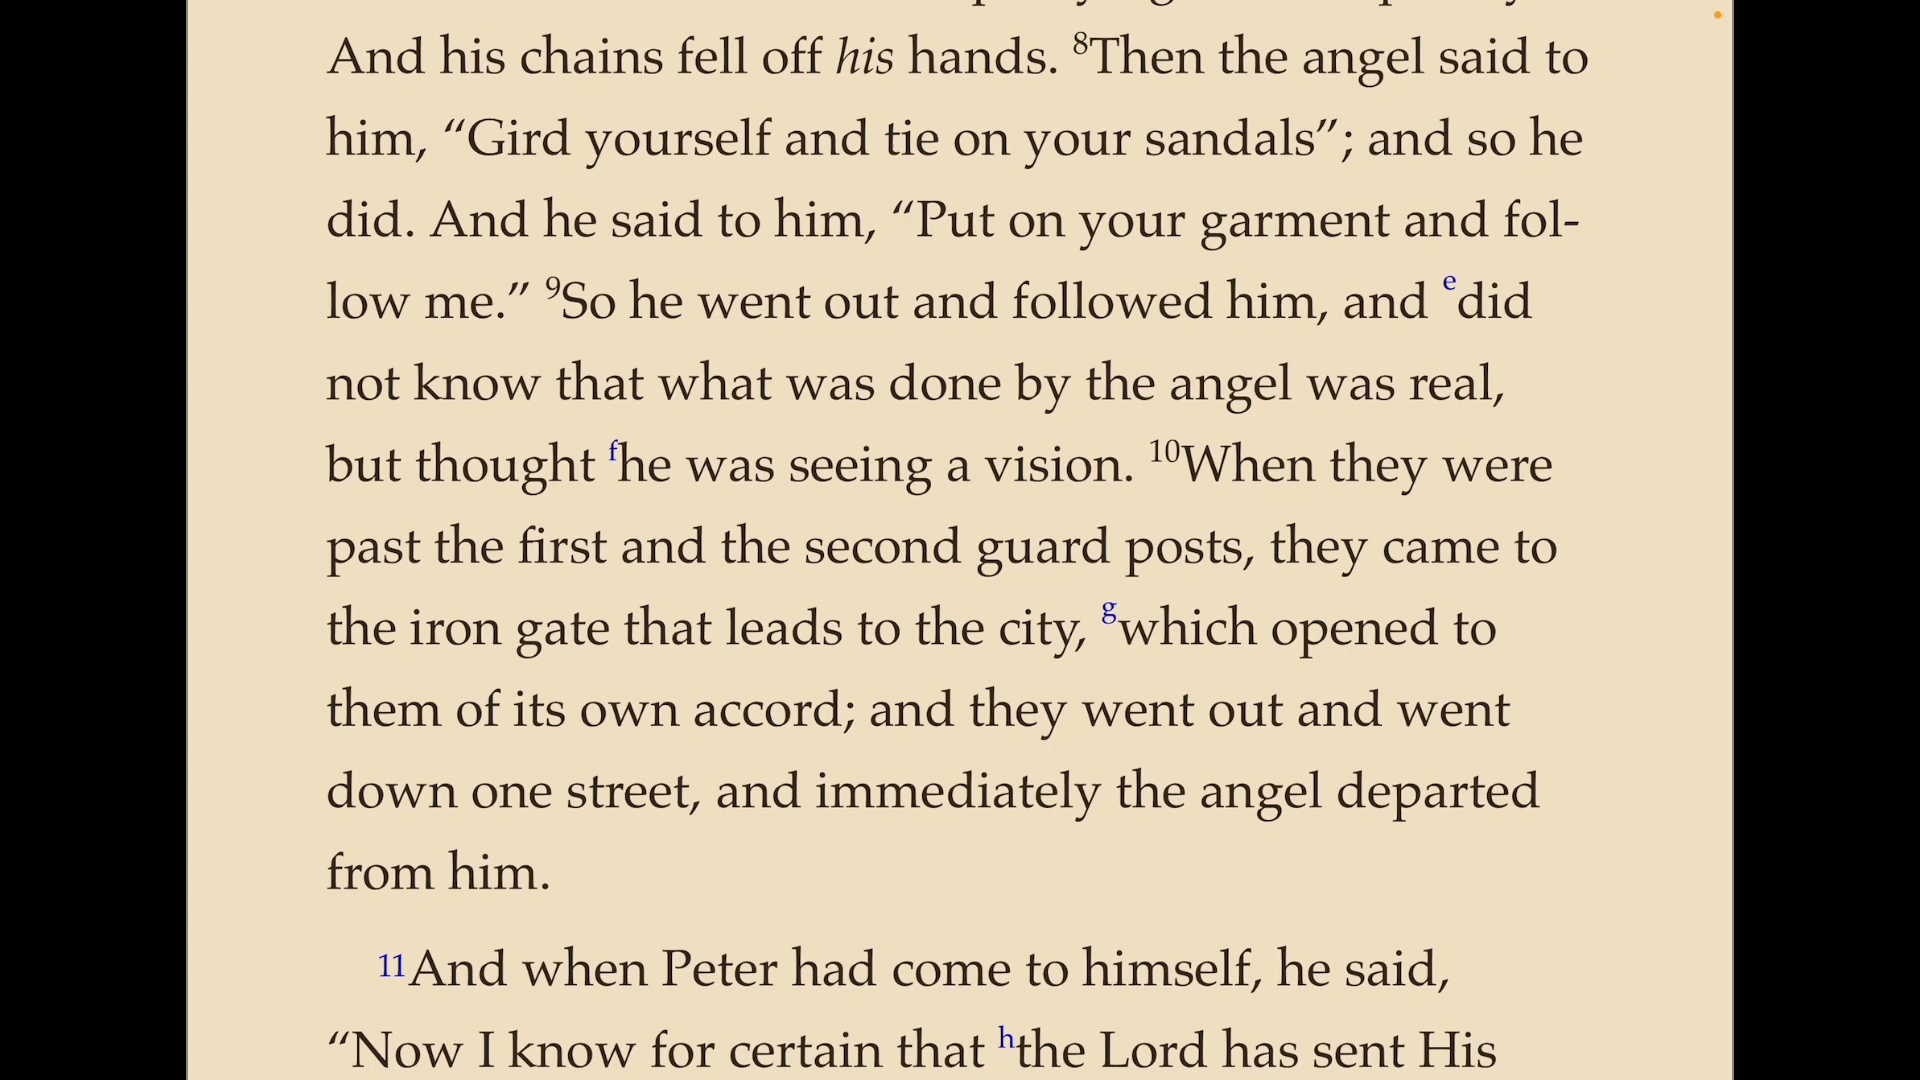 And his chains fell off his hands. 8Then the angel said to
him, “Gird yourself and tie on your sandals”; and so he
did. And he said to him, “Put on your garment and fol-
low me.” 9So he went out and followed him, and edid
not know that what was done by the angel was real,
but thought fhe was seeing a vision. 10When they were
past the first and the second guard posts, they came to
the iron gate that leads to the city, gwhich opened to
them of its own accord; and they went out and went
down one street, and immediately the angel departed
from him.
11And when Peter had come to himself, he said,
“Now I know for certain that hthe Lord has sent His